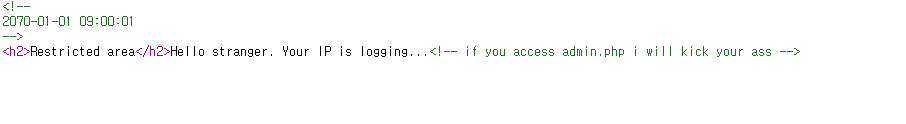 <!--
2070-01-01 09:00:01
-->
<h2>Restricted area</h2>Hello stranger. Your IP is logging...<!-- if you access admin.php i will kick your ass -->